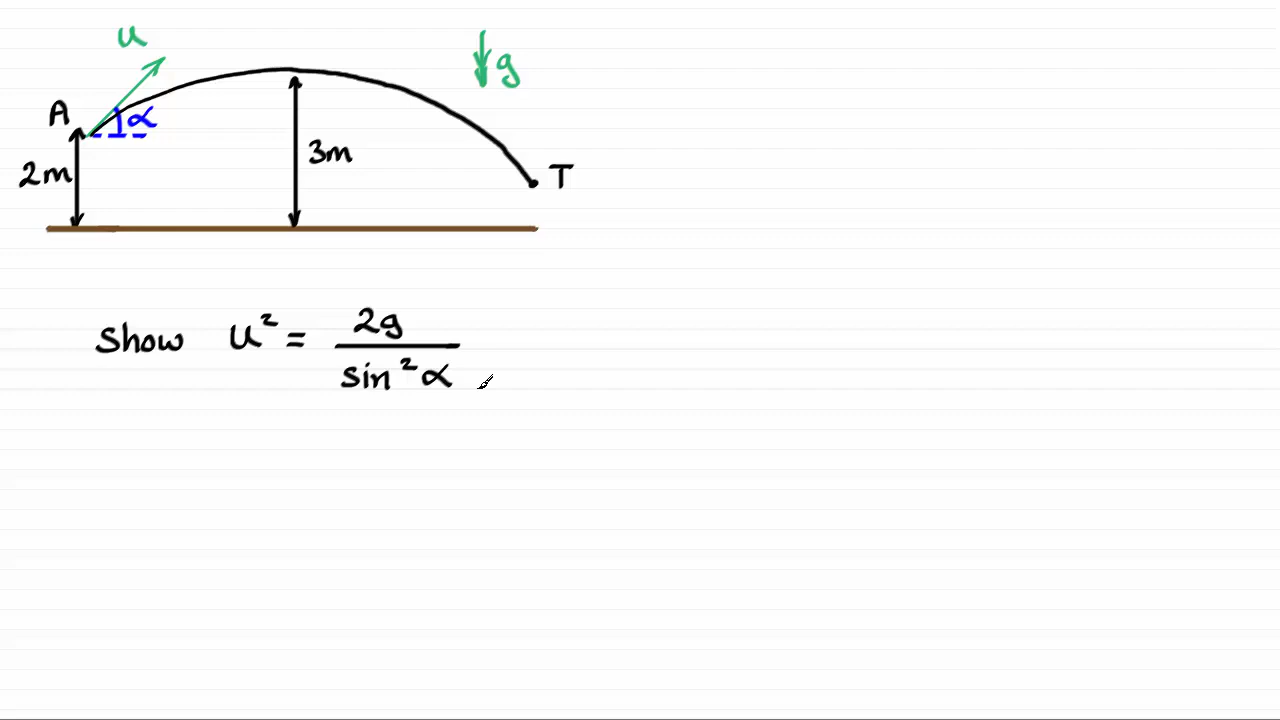 u
g
A
α
2m
3m
T
Show u² = 2g / sin²α